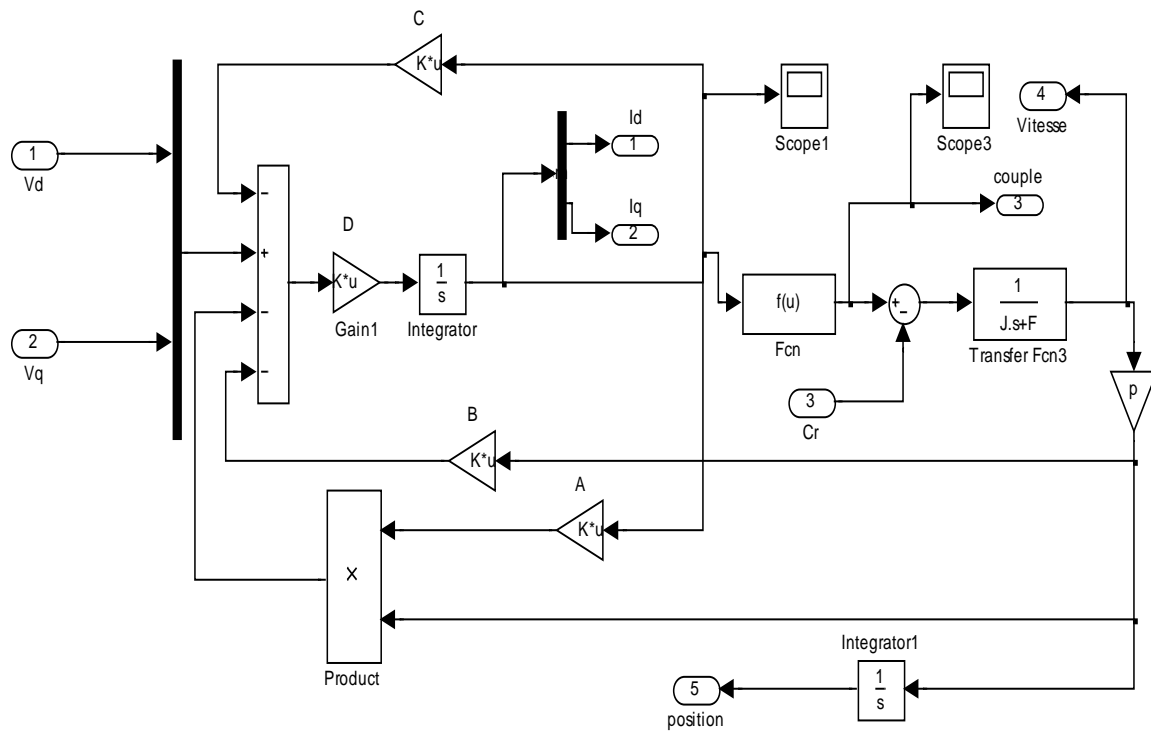 C
K*u
1
Vd
2
Vq
−
+
−
−
D
K*u
Gain1
1
s
Integrator
Id
1
Iq
2
Scope1
Scope3
4
Vitesse
couple
3
f(u)
Fcn
+
−
1
J.s+F
Transfer Fcn3
3
Cr
p
B
K*u
A
K*u
×
Product
Integrator1
1
s
5
position